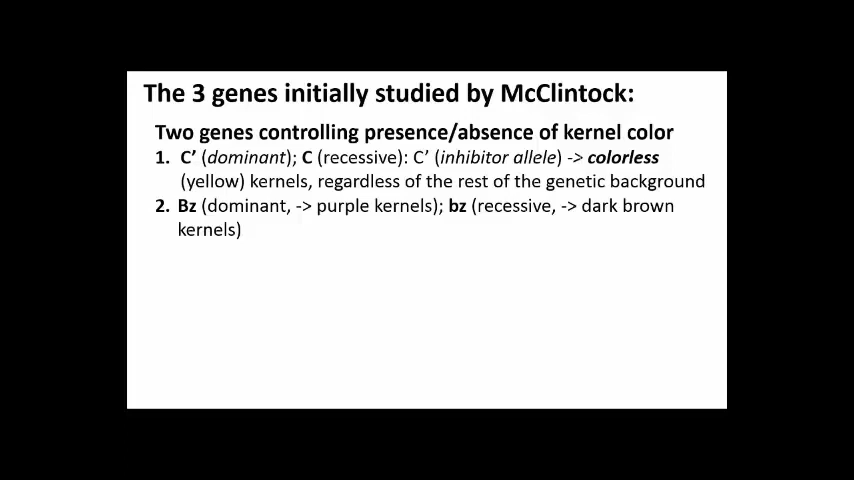 The 3 genes initially studied by McClintock:
Two genes controlling presence/absence of kernel color
1. C’ (dominant); C (recessive): C’ (inhibitor allele) -> colorless
(yellow) kernels, regardless of the rest of the genetic background
2. Bz (dominant, -> purple kernels); bz (recessive, -> dark brown
kernels)